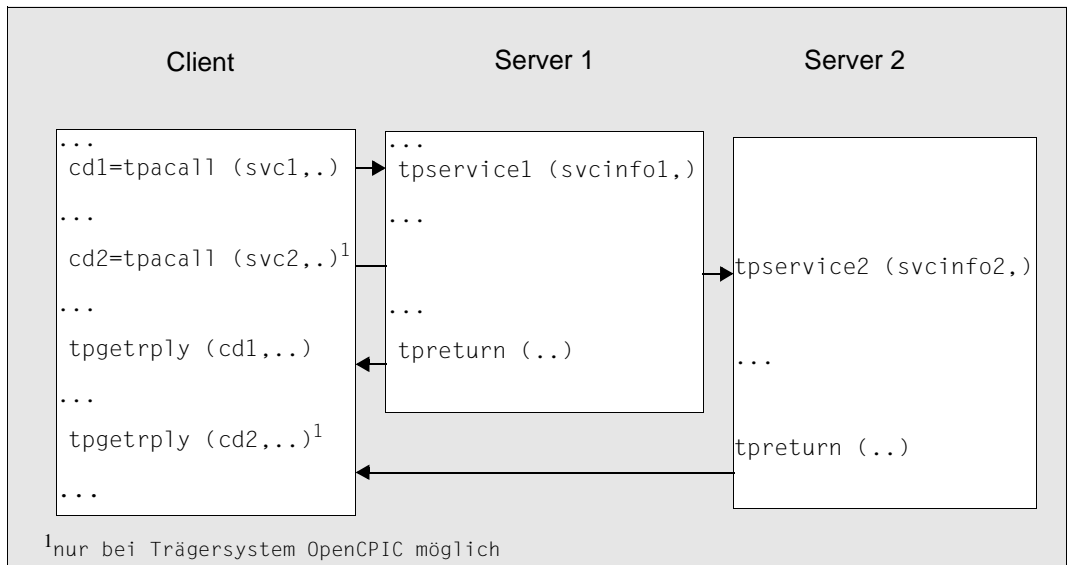 Client
Server 1
Server 2
...
cd1=tpacall (svc1,.)
...
cd2=tpacall (svc2,.)1
...
tpgetrply (cd1,..)
...
tpgetrply (cd2,..)1
...
...
tpservice1 (svcinfo1,)
...
...
tpreturn (..)
tpservice2 (svcinfo2,)
...
tpreturn (..)
1nur bei Trägersystem OpenCPIC möglich